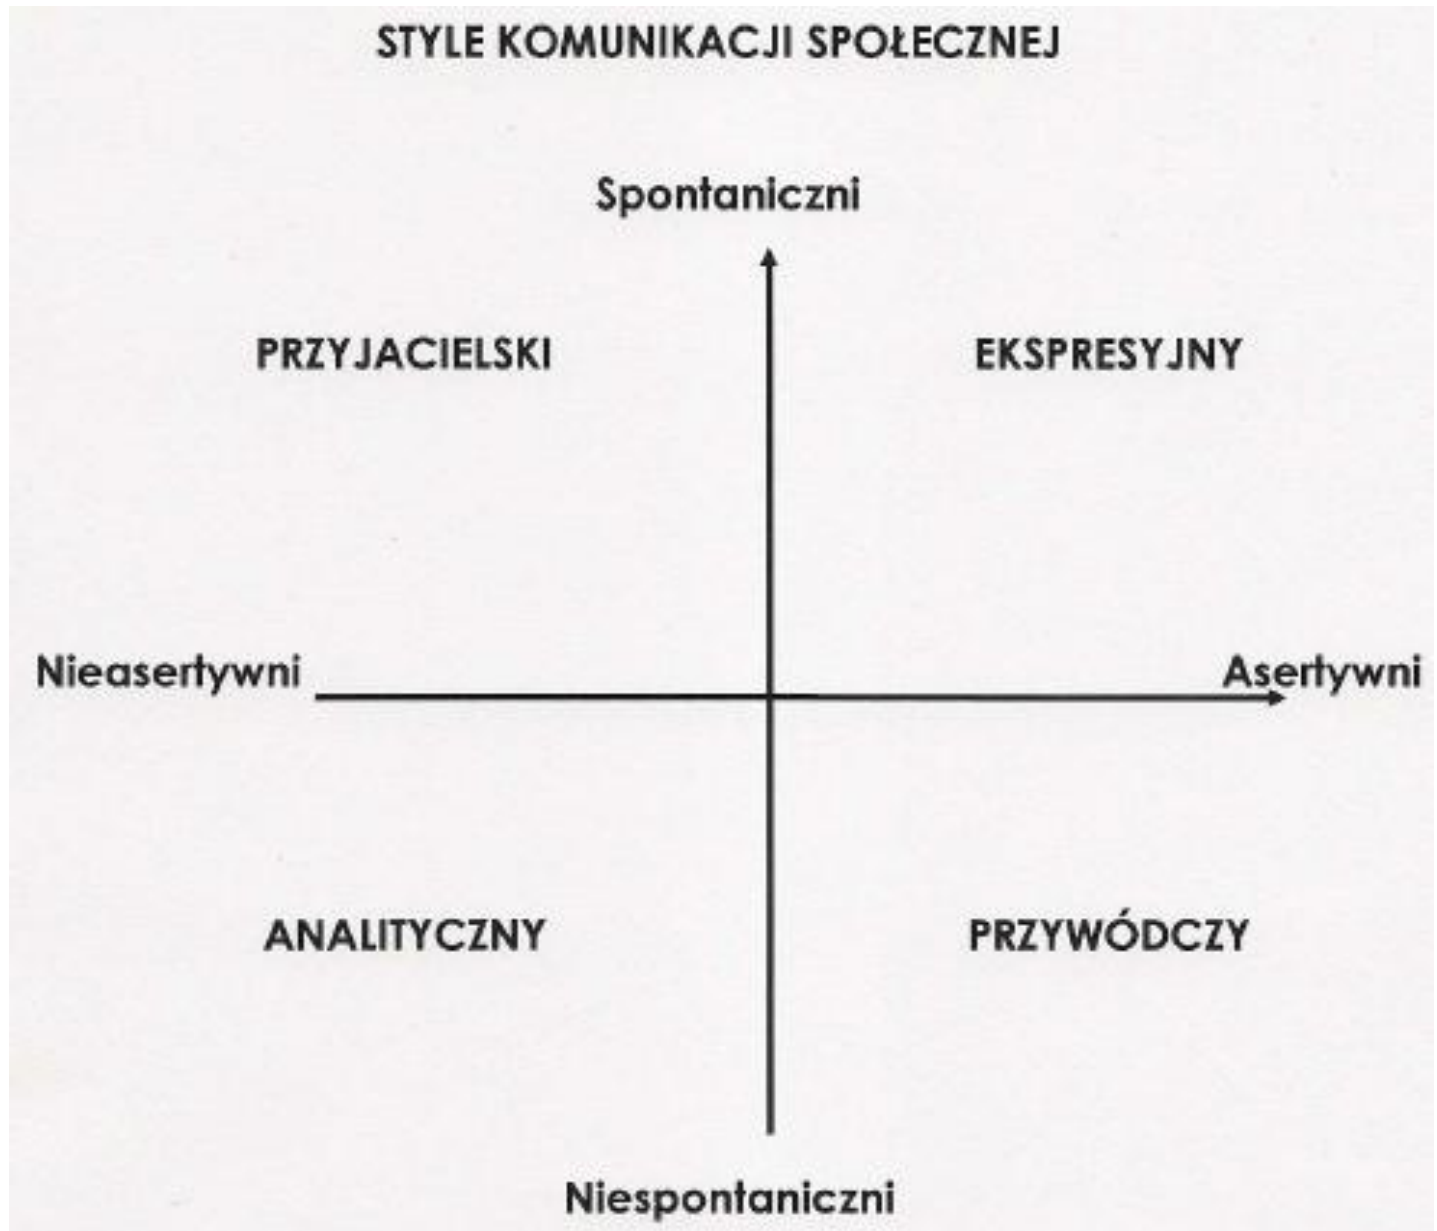 STYLE KOMUNIKACJI SPOŁECZNEJ
Spontaniczni
PRZYJACIELSKI
EKSPRESYJNY
Nieasertywni
Asertywni
ANALITYCZNY
PRZYWÓDCZY
Niespontaniczni